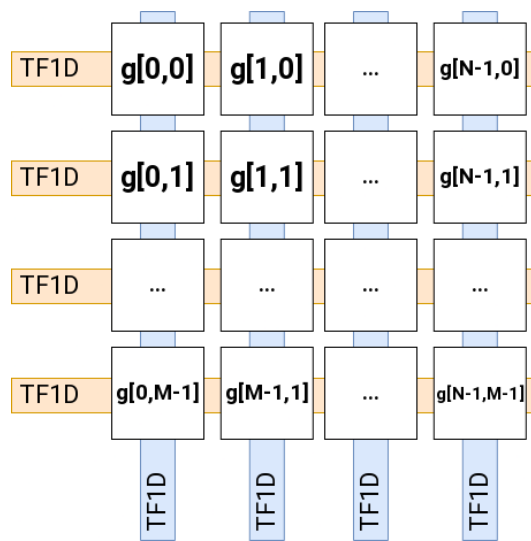 TF1D g[0,0] g[1,0] ... g[N-1,0]
TF1D g[0,1] g[1,1] ... g[N-1,1]
TF1D ... ... ... ...
TF1D g[0,M-1] g[M-1,1] ... g[N-1,M-1]
TF1D TF1D TF1D TF1D